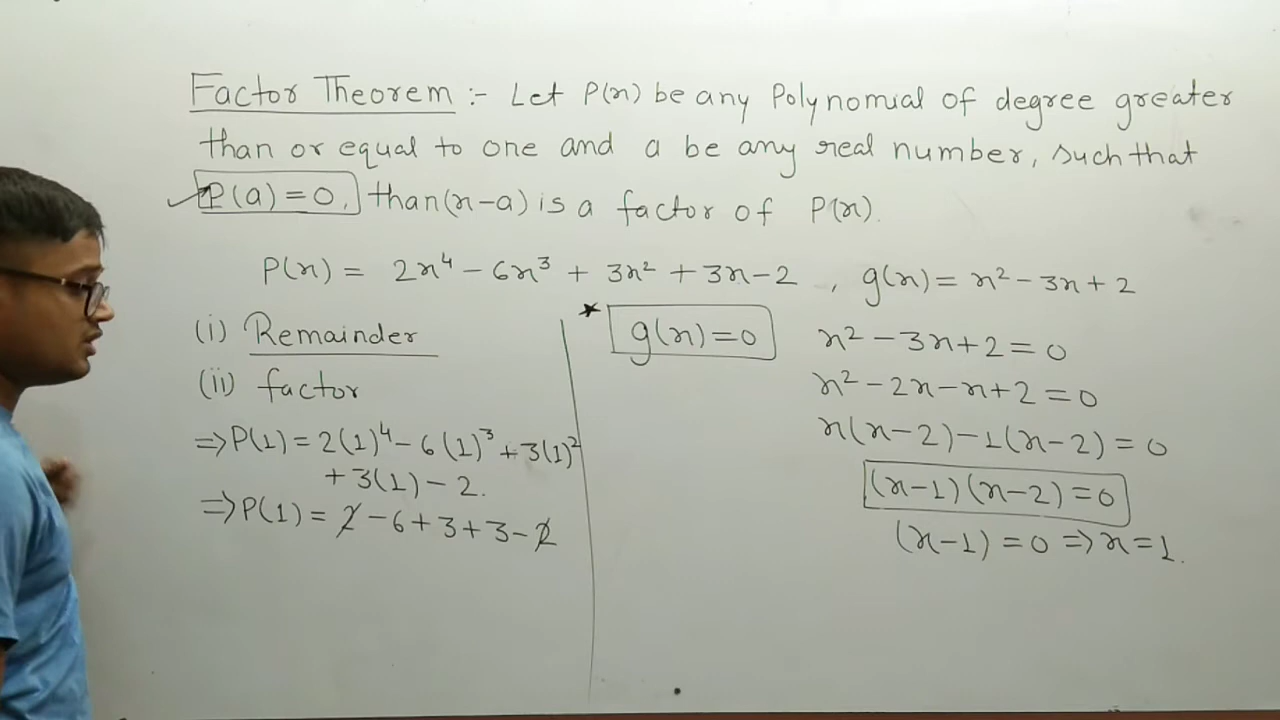 Factor Theorem :- Let P(x) be any Polynomial of degree greater
than or equal to one and a be any real number, such that
P(a) = 0, than (x-a) is a factor of P(x).
P(x) = 2x⁴ - 6x³ + 3x² + 3x - 2 , g(x) = x² - 3x + 2
(i) Remainder
(ii) factor
⇒ P(1) = 2(1)⁴ - 6(1)³ + 3(1)²
+ 3(1) - 2.
⇒ P(1) = 2 - 6 + 3 + 3 - 2
* g(x) = 0
x² - 3x + 2 = 0
x² - 2x - x + 2 = 0
x(x-2) - 1(x-2) = 0
(x-1)(x-2) = 0
(x-1) = 0 ⇒ x = 1.